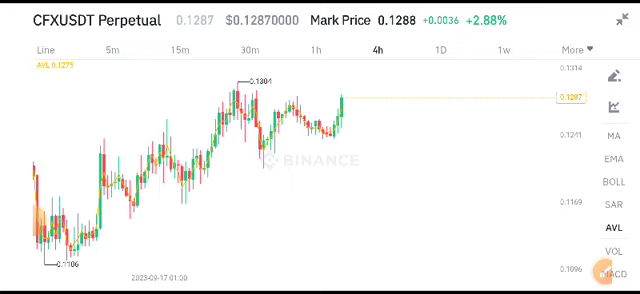 CFXUSDT Perpetual 0.1287 $0.12870000 Mark Price 0.1288 +0.0036 +2.88%
Line 5m 15m 30m 1h 4h 1D 1w More
AVL 0.1275
0.1314
0.1304
0.1287
0.1241
MA
BINANCE
EMA
BOLL
0.1169
SAR
AVL
VOL
0.1106
0.1096
MACD
2023-09-17 01:00